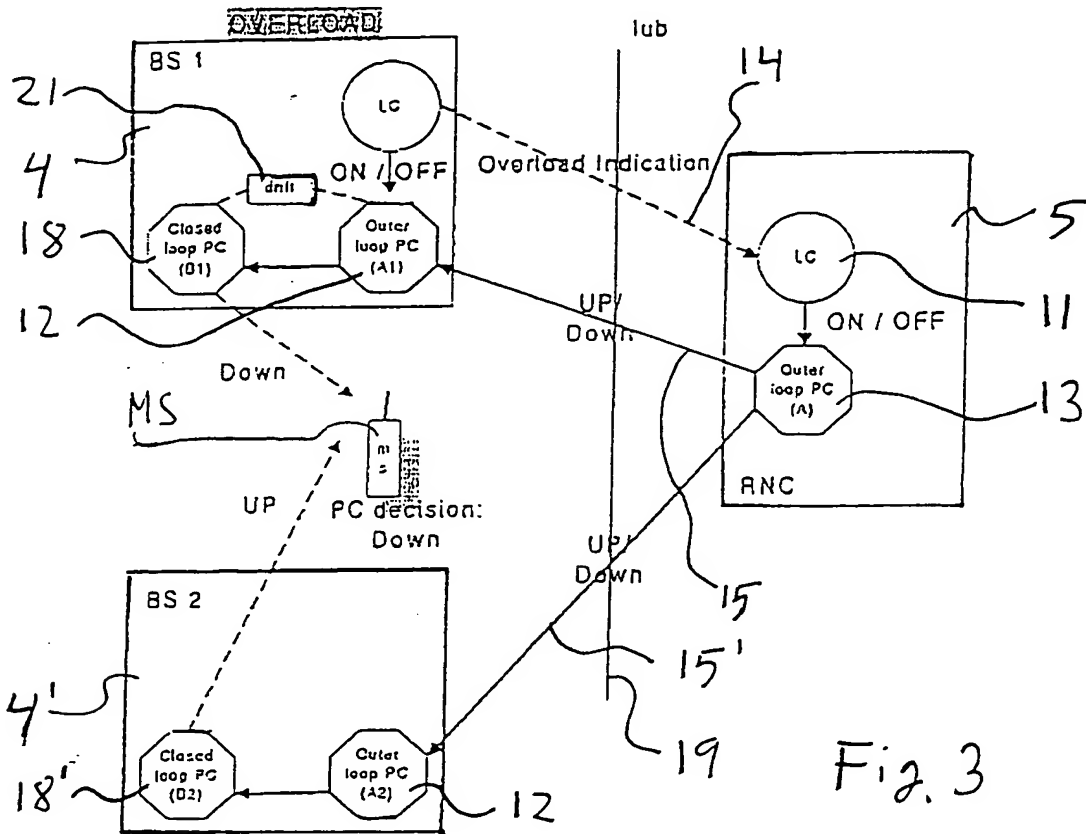 OVERLOAD
Iub
BS 1
14
21
LC
4
Overload Indication
ON / OFF
5
18
Closed
loop PC
(B1)
Outer
loop PC
(A1)
LC
12
UP/
Down
11
ON / OFF
Down
Outer
loop PC
(A)
13
MS
m
s
UP
PC decision:
Down
RNC
UP/
Down
15
BS 2
15'
4'
19
18'
Closed
loop PC
(B2)
Outer
loop PC
(A2)
12
Fig. 3